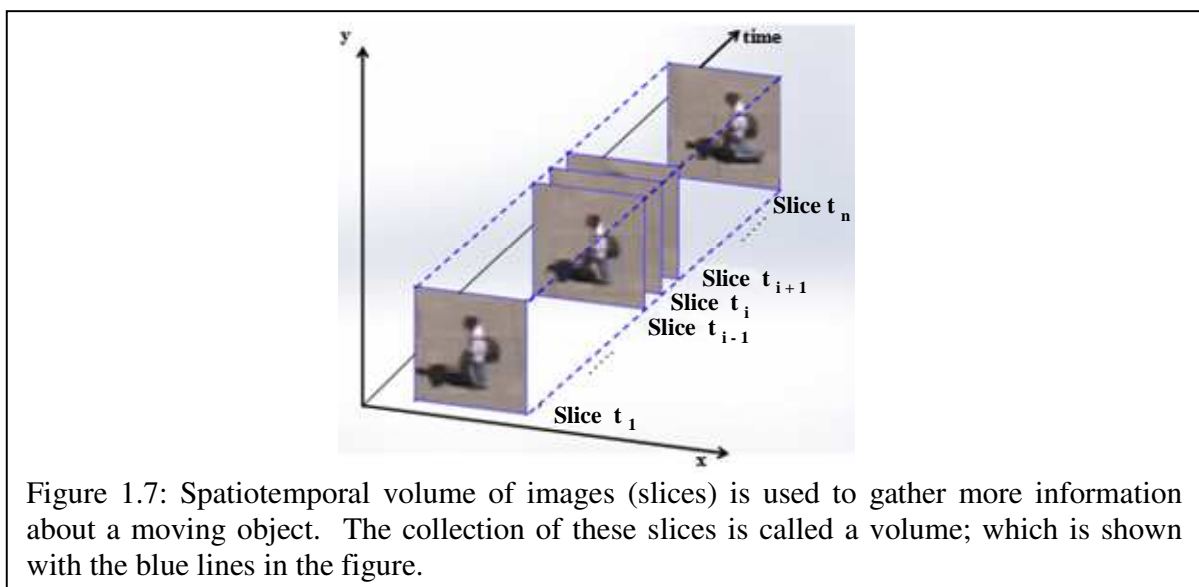 y
time
Slice t n
Slice t i + 1
Slice t i
Slice t i - 1
Slice t 1
x
Figure 1.7: Spatiotemporal volume of images (slices) is used to gather more information
about a moving object. The collection of these slices is called a volume; which is shown
with the blue lines in the figure.